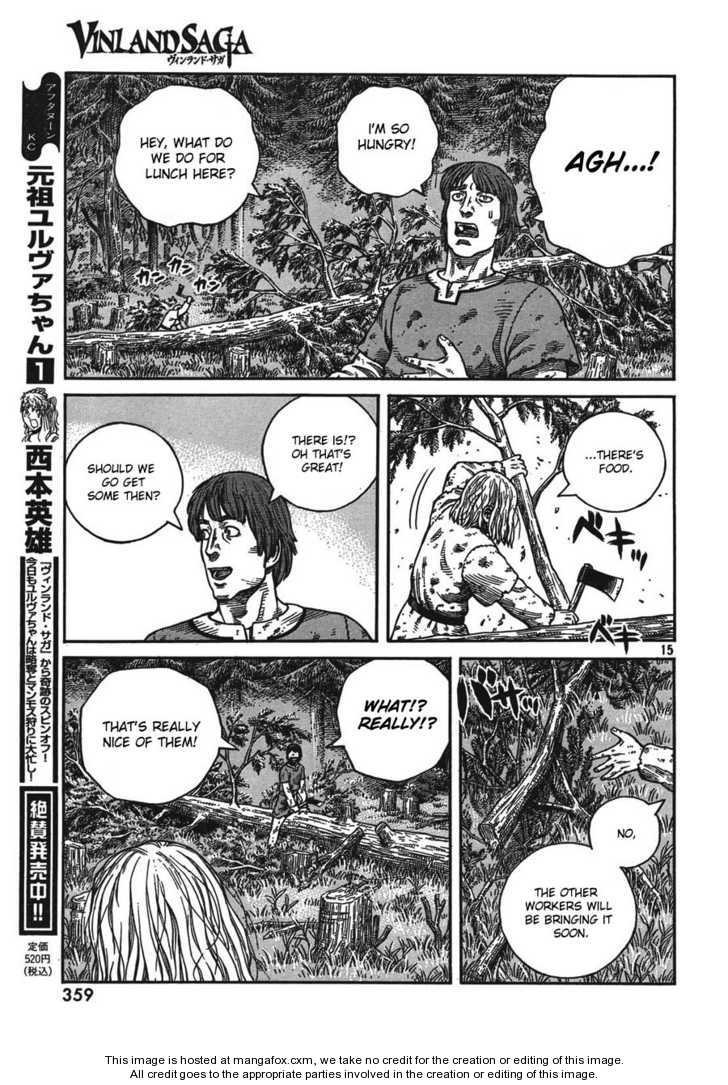 VINLAND SAGA
ヴィンランド・サガ
アフタヌーン
KC
元祖ユルヴァちゃん
1
西本英雄
「ヴィンランド・サガ」から奇跡のスピンオフ!
今日もユルヴァちゃんは略奪とマンモス狩りに大忙し!
絶賛発売中!!
定価
520円
(税込)
AGH...!
I'M SO
HUNGRY!
HEY, WHAT DO
WE DO FOR
LUNCH HERE?
カン
カン
カン
...THERE'S
FOOD.
ベキ
ベキ
15
THERE IS!?
OH THAT'S
GREAT!
SHOULD WE
GO GET
SOME THEN?
バサッ
NO,
THE OTHER
WORKERS WILL
BE BRINGING IT
SOON.
WHAT!?
REALLY!?
THAT'S REALLY
NICE OF THEM!
359
This image is hosted at mangafox.cxm, we take no credit for the creation or editing of this image.
All credit goes to the appropriate parties involved in the creation or editing of this image.